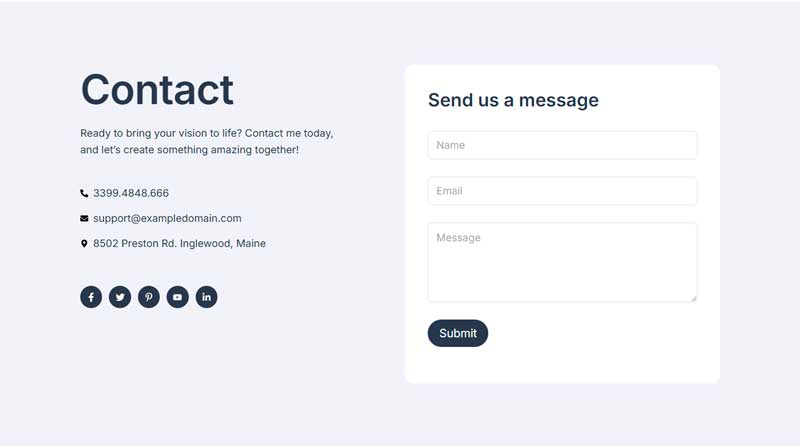 Contact
Ready to bring your vision to life? Contact me today,
and let’s create something amazing together!
3399.4848.666
support@exampledomain.com
8502 Preston Rd. Inglewood, Maine
Send us a message
Name
Email
Message
Submit